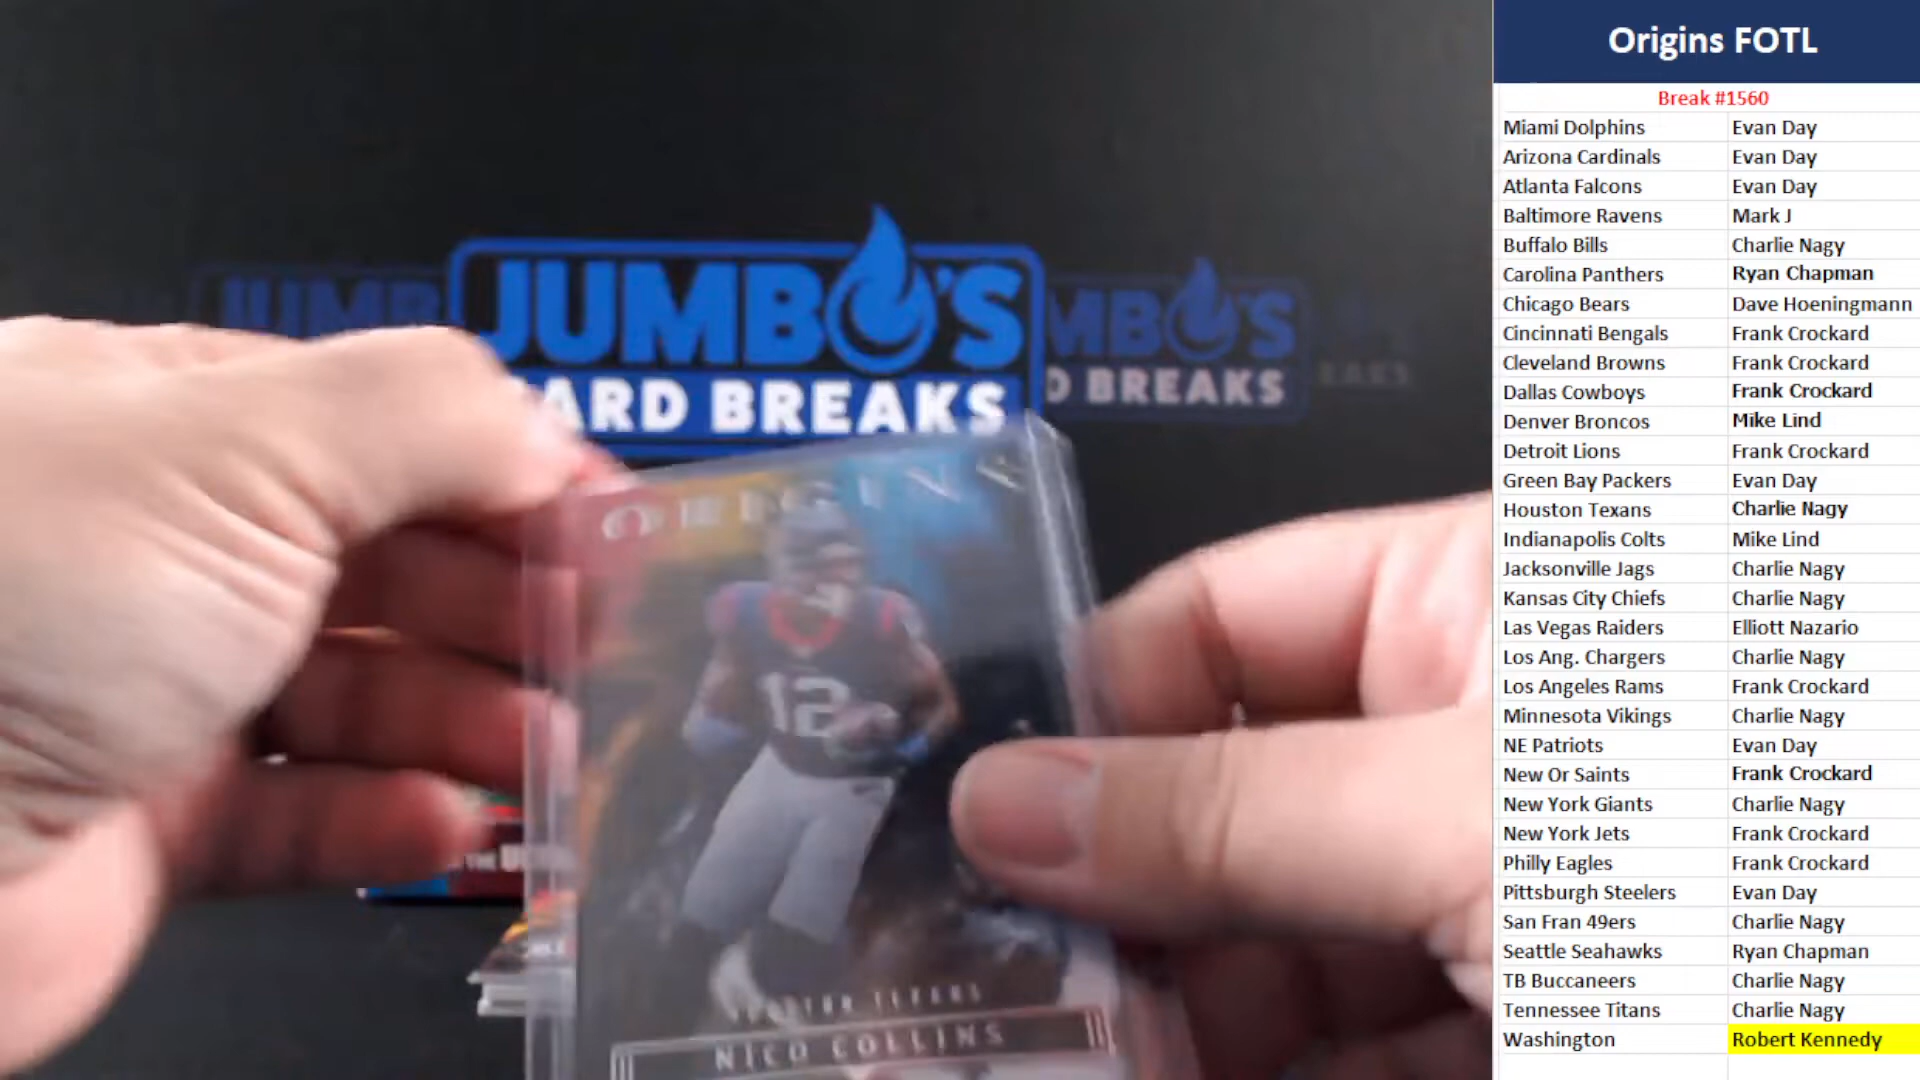 JUMBO'S
ARD BREAKS
JUMB
MBO'S
D BREAKS
EAKS
ORIGINS
12
NICO COLLINS
THE
Origins FOTL
Break #1560
Miami Dolphins Evan Day
Arizona Cardinals Evan Day
Atlanta Falcons Evan Day
Baltimore Ravens Mark J
Buffalo Bills Charlie Nagy
Carolina Panthers Ryan Chapman
Chicago Bears Dave Hoeningmann
Cincinnati Bengals Frank Crockard
Cleveland Browns Frank Crockard
Dallas Cowboys Frank Crockard
Denver Broncos Mike Lind
Detroit Lions Frank Crockard
Green Bay Packers Evan Day
Houston Texans Charlie Nagy
Indianapolis Colts Mike Lind
Jacksonville Jags Charlie Nagy
Kansas City Chiefs Charlie Nagy
Las Vegas Raiders Elliott Nazario
Los Ang. Chargers Charlie Nagy
Los Angeles Rams Frank Crockard
Minnesota Vikings Charlie Nagy
NE Patriots Evan Day
New Or Saints Frank Crockard
New York Giants Charlie Nagy
New York Jets Frank Crockard
Philly Eagles Frank Crockard
Pittsburgh Steelers Evan Day
San Fran 49ers Charlie Nagy
Seattle Seahawks Ryan Chapman
TB Buccaneers Charlie Nagy
Tennessee Titans Charlie Nagy
Washington Robert Kennedy